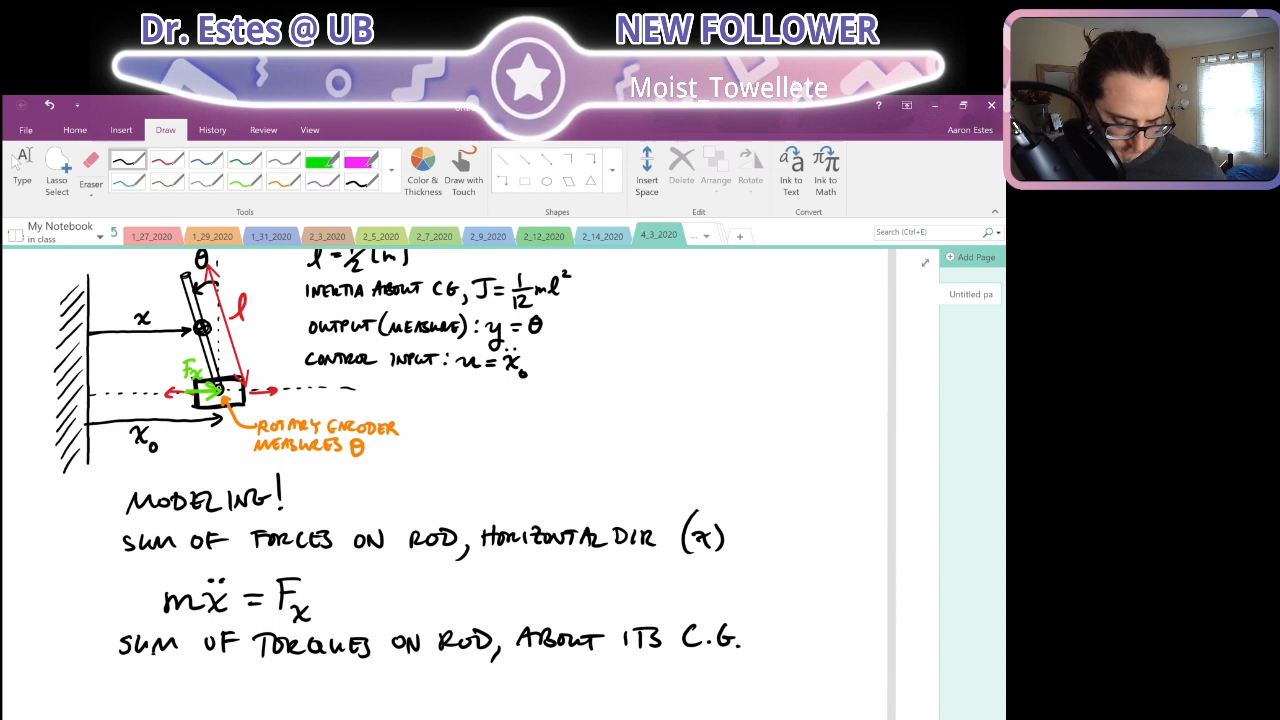 Dr. Estes @ UB
NEW FOLLOWER
Moist_Towellete
File Home Insert Draw History Review View
Aaron Estes
Type
Lasso Select
Eraser
Color & Thickness
Draw with Touch
Insert Space
Delete
Arrange
Rotate
Ink to Text
Ink to Math
Tools
Shapes
Edit
Convert
My Notebook
in class
1_27_2020 1_29_2020 1_31_2020 2_3_2020 2_5_2020 2_7_2020 2_9_2020 2_12_2020 2_14_2020 4_3_2020 ...
Search (Ctrl+E)
Add Page
Untitled pa
θ
l
x
Fx
x₀
l = 1/2 [m]
INERTIA ABOUT CG, J = 1/12 ml²
OUTPUT (MEASURE) : y = θ
CONTROL INPUT : u = ẍ₀
ROTARY ENCODER
MEASURES θ
MODELING!
SUM OF FORCES ON ROD, HORIZONTAL DIR (x)
mẍ = Fx
SUM OF TORQUES ON ROD, ABOUT ITS C.G.